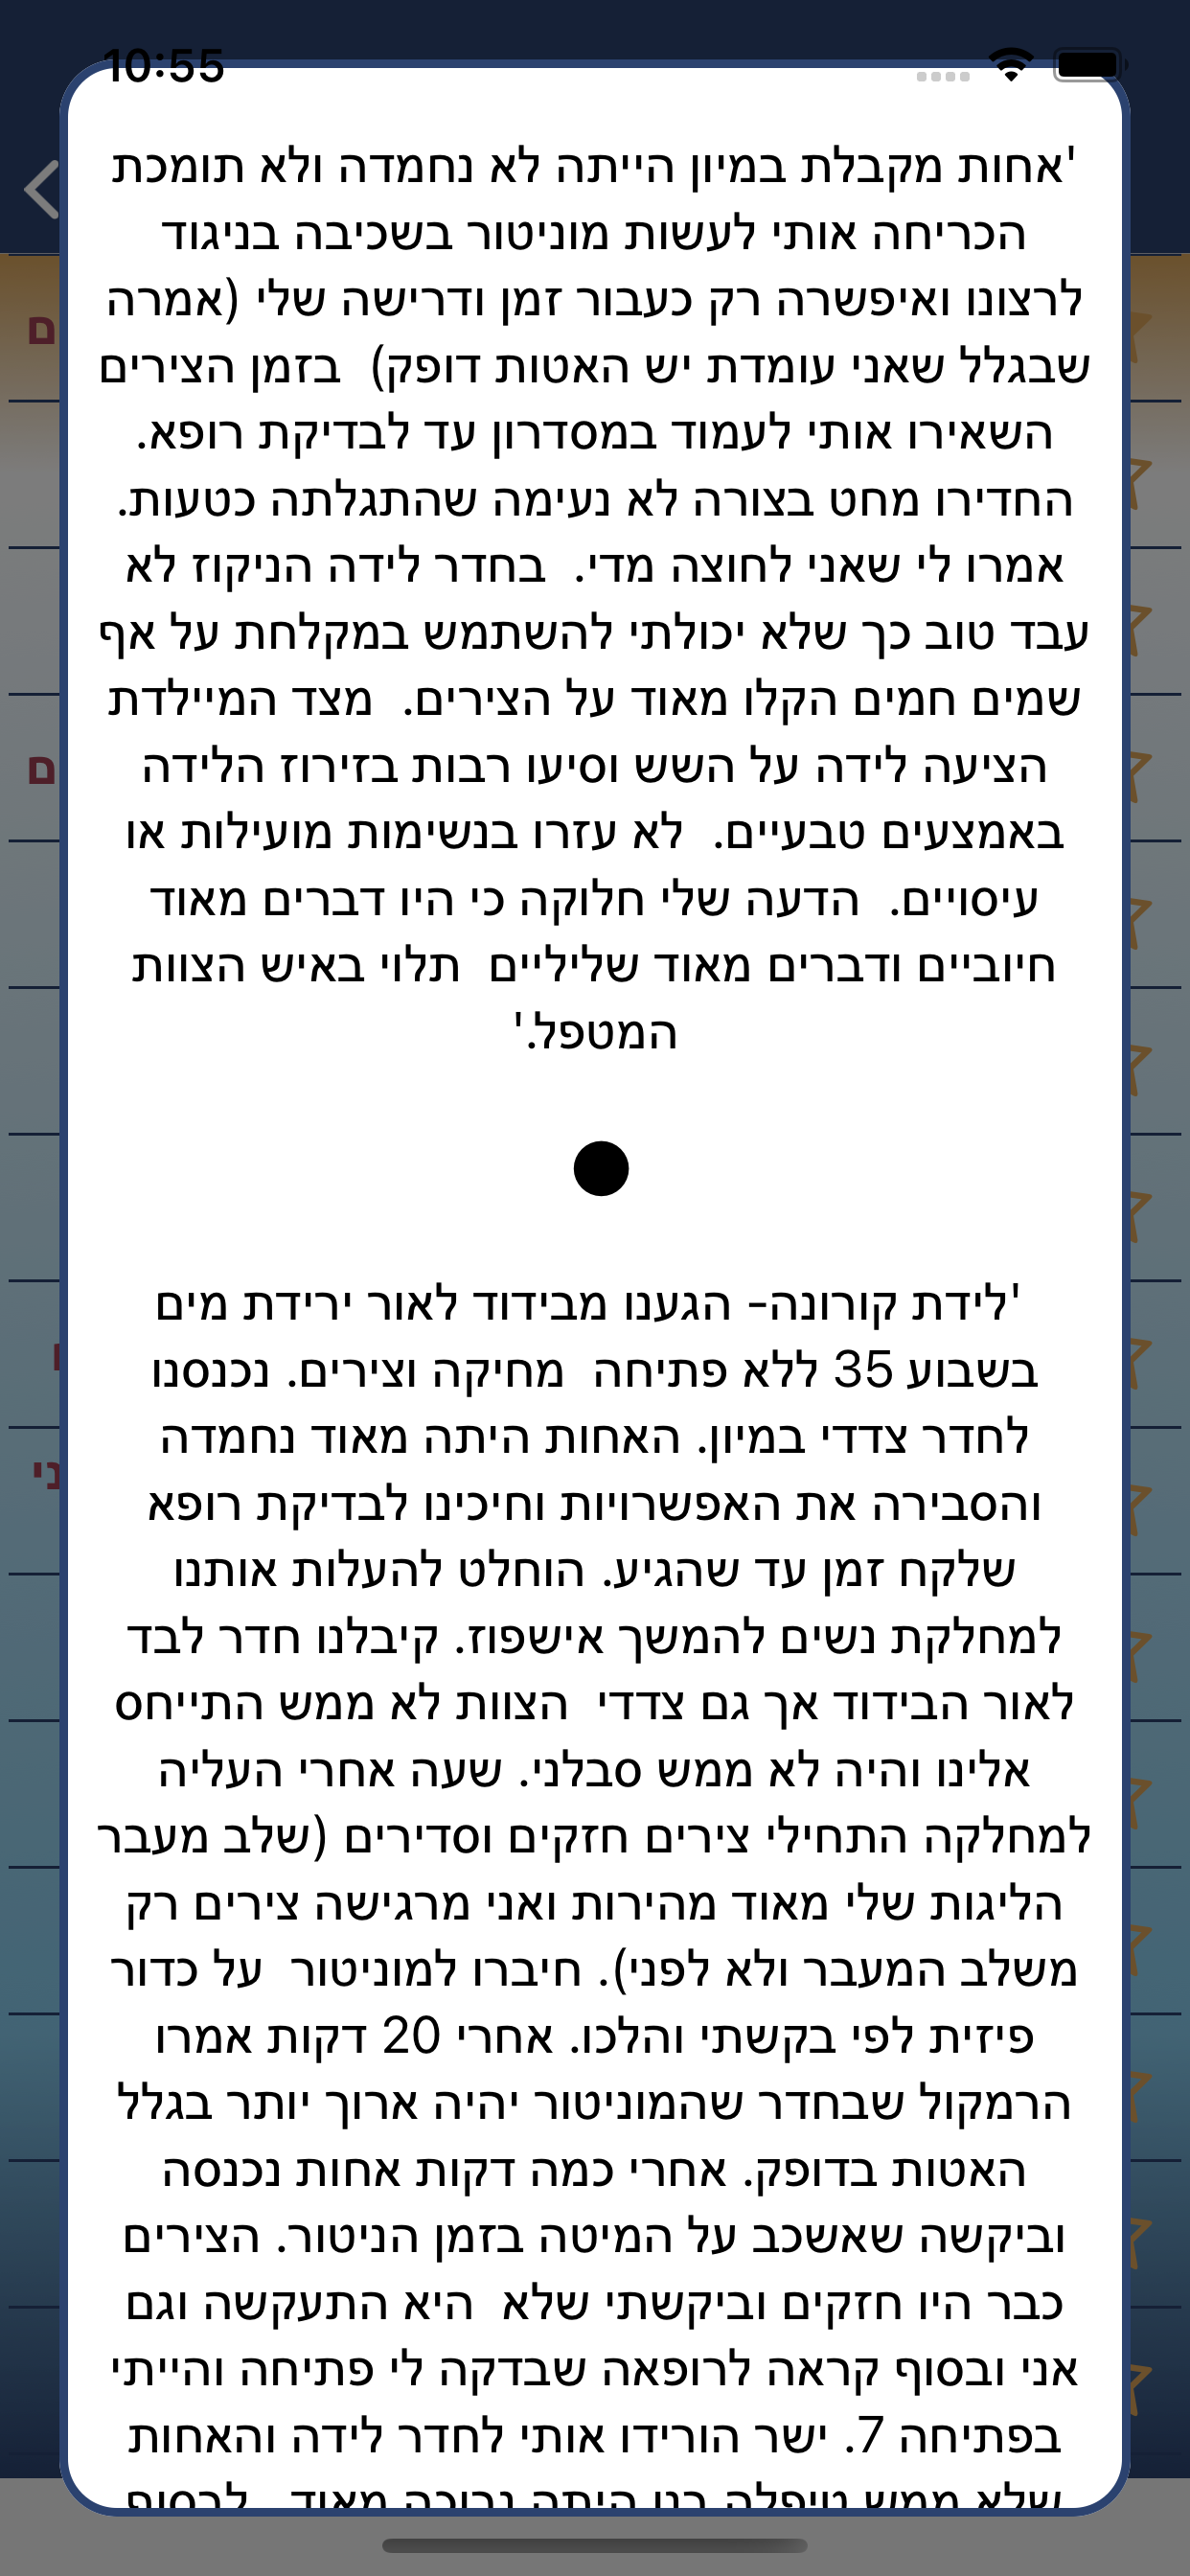 10:55
'אחות מקבלת במיון הייתה לא נחמדה ולא תומכת
הכריחה אותי לעשות מוניטור בשכיבה בניגוד
לרצונו ואיפשרה רק כעבור זמן ודרישה שלי (אמרה
שבגלל שאני עומדת יש האטות דופק)  בזמן הצירים
השאירו אותי לעמוד במסדרון עד לבדיקת רופא.
החדירו מחט בצורה לא נעימה שהתגלתה כטעות.
אמרו לי שאני לחוצה מדי.  בחדר לידה הניקוז לא
עבד טוב כך שלא יכולתי להשתמש במקלחת על אף
שמים חמים הקלו מאוד על הצירים.  מצד המיילדת
הציעה לידה על השש וסיעו רבות בזירוז הלידה
באמצעים טבעיים.  לא עזרו בנשימות מועילות או
עיסויים.  הדעה שלי חלוקה כי היו דברים מאוד
חיוביים ודברים מאוד שליליים  תלוי באיש הצוות
המטפל.'
'לידת קורונה- הגענו מבידוד לאור ירידת מים
בשבוע 35 ללא פתיחה  מחיקה וצירים. נכנסנו
לחדר צדדי במיון. האחות היתה מאוד נחמדה
והסבירה את האפשרויות וחיכינו לבדיקת רופא
שלקח זמן עד שהגיע. הוחלט להעלות אותנו
למחלקת נשים להמשך אישפוז. קיבלנו חדר לבד
לאור הבידוד אך גם צדדי  הצוות לא ממש התייחס
אלינו והיה לא ממש סבלני. שעה אחרי העליה
למחלקה התחילי צירים חזקים וסדירים (שלב מעבר
הליגות שלי מאוד מהירות ואני מרגישה צירים רק
משלב המעבר ולא לפני). חיברו למוניטור  על כדור
פיזית לפי בקשתי והלכו. אחרי 20 דקות אמרו
הרמקול שבחדר שהמוניטור יהיה ארוך יותר בגלל
האטות בדופק. אחרי כמה דקות אחות נכנסה
וביקשה שאשכב על המיטה בזמן הניטור. הצירים
כבר היו חזקים וביקשתי שלא  היא התעקשה וגם
אני ובסוף קראה לרופאה שבדקה לי פתיחה והייתי
בפתיחה 7. ישר הורידו אותי לחדר לידה והאחות
שלא ממש טיפלה בנו היתה נבוכה מאוד.  לבסוף